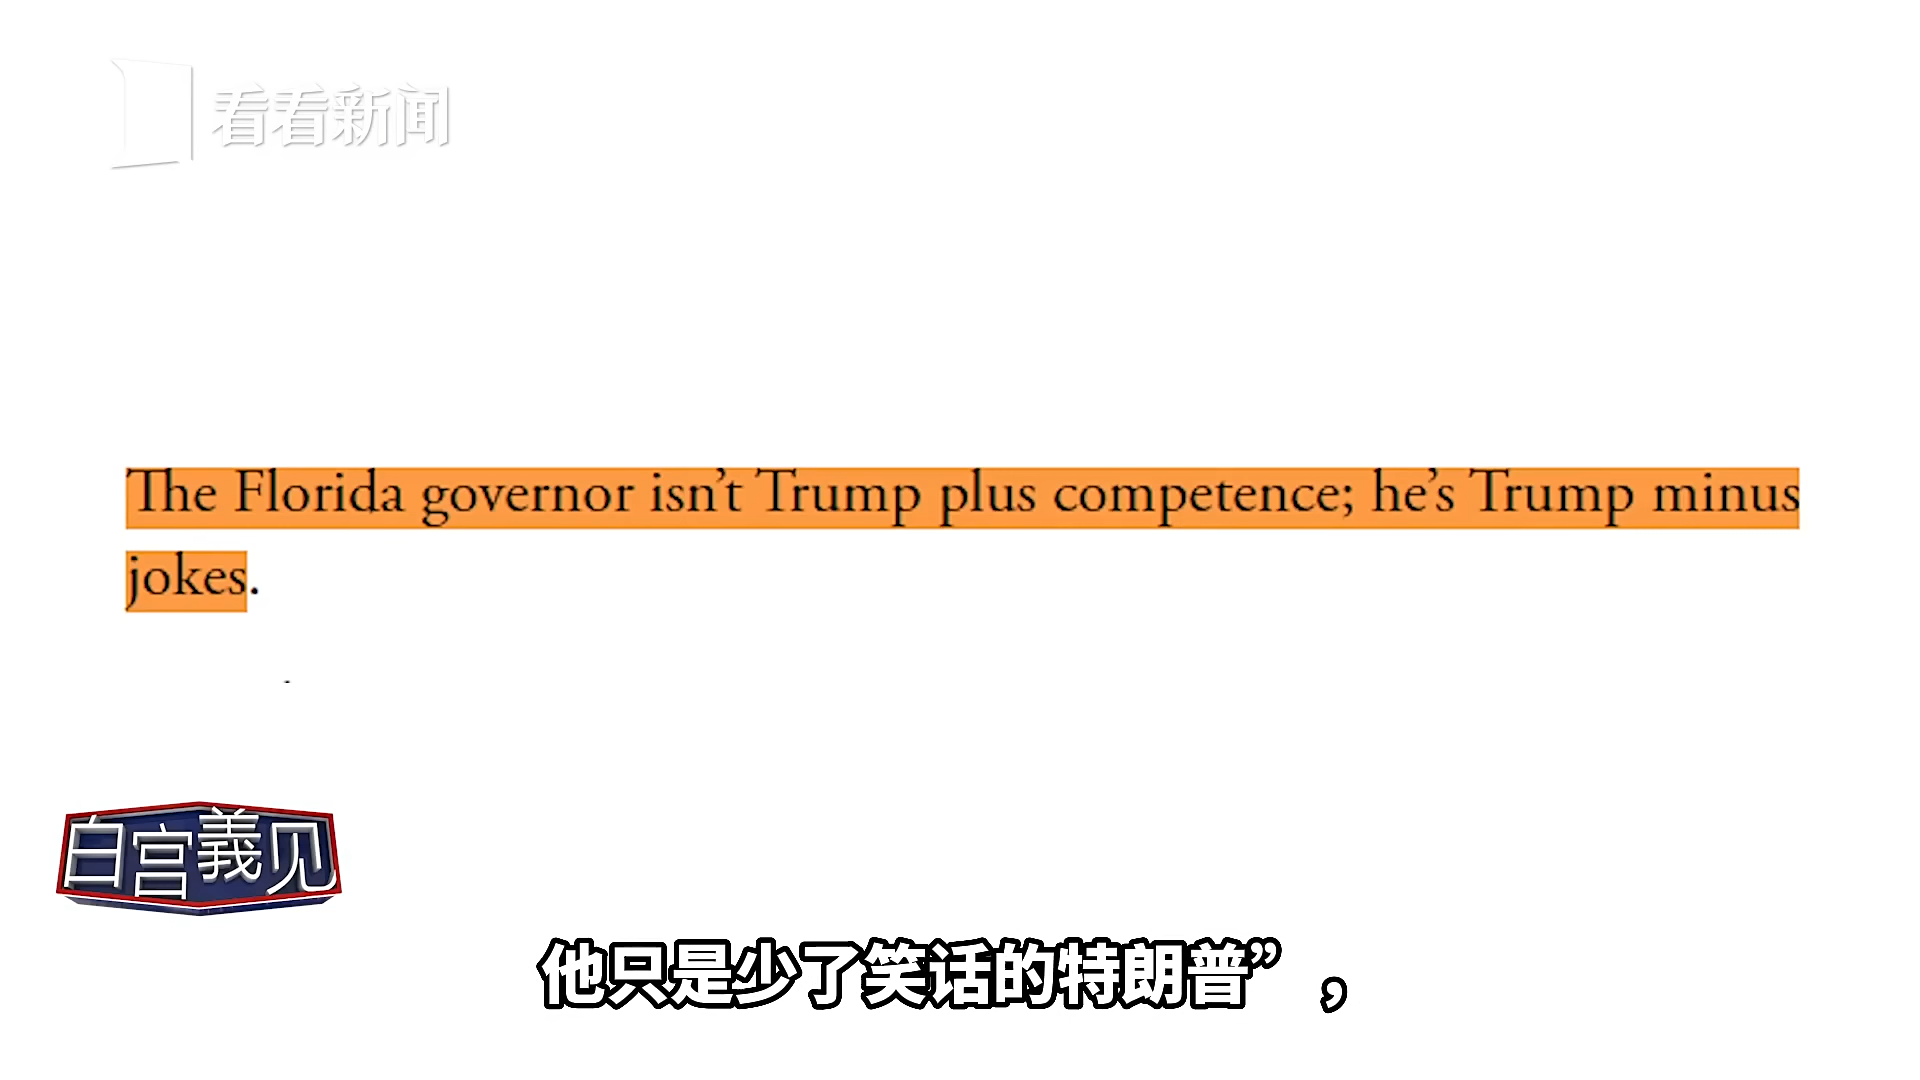 看看新闻
The Florida governor isn’t Trump plus competence; he’s Trump minus
jokes.
白宫義见
他只是少了笑话的特朗普”，